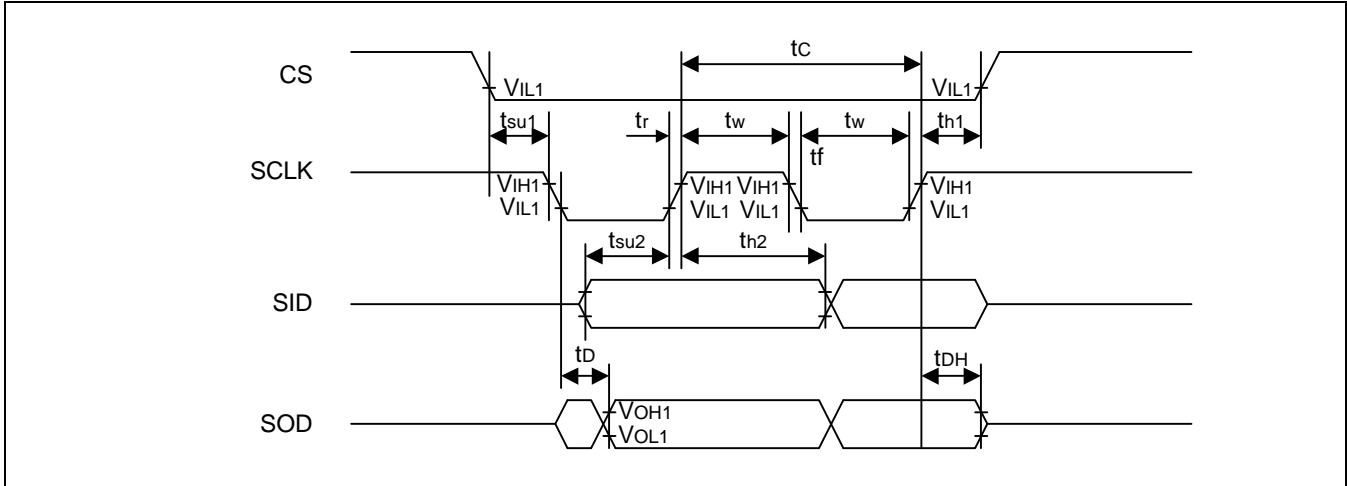 tC
CS
VIL1 VIL1
tsu1 tr tw tw th1
tf
SCLK
VIH1 VIH1 VIH1 VIH1
VIL1 VIL1 VIL1 VIL1
tsu2 th2
SID
tD tDH
VOH1
SOD
VOL1